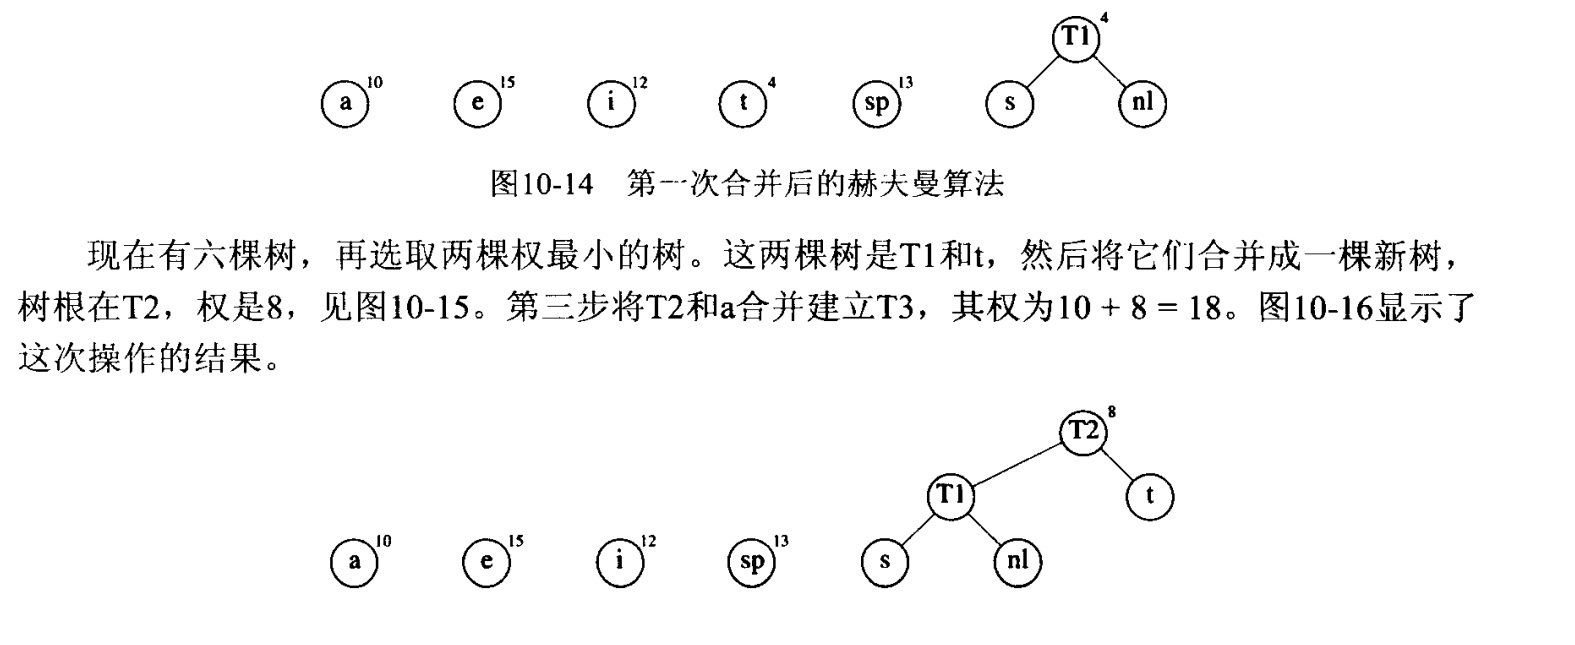 T1 4
a 10 e 15 i 12 t 4 sp 13 s nl
图10-14 第一次合并后的赫夫曼算法
现在有六棵树，再选取两棵权最小的树。这两棵树是T1和t，然后将它们合并成一棵新树，
树根在T2，权是8，见图10-15。第三步将T2和a合并建立T3，其权为10 + 8 = 18。图10-16显示了
这次操作的结果。
T2 8
T1 t
a 10 e 15 i 12 sp 13 s nl